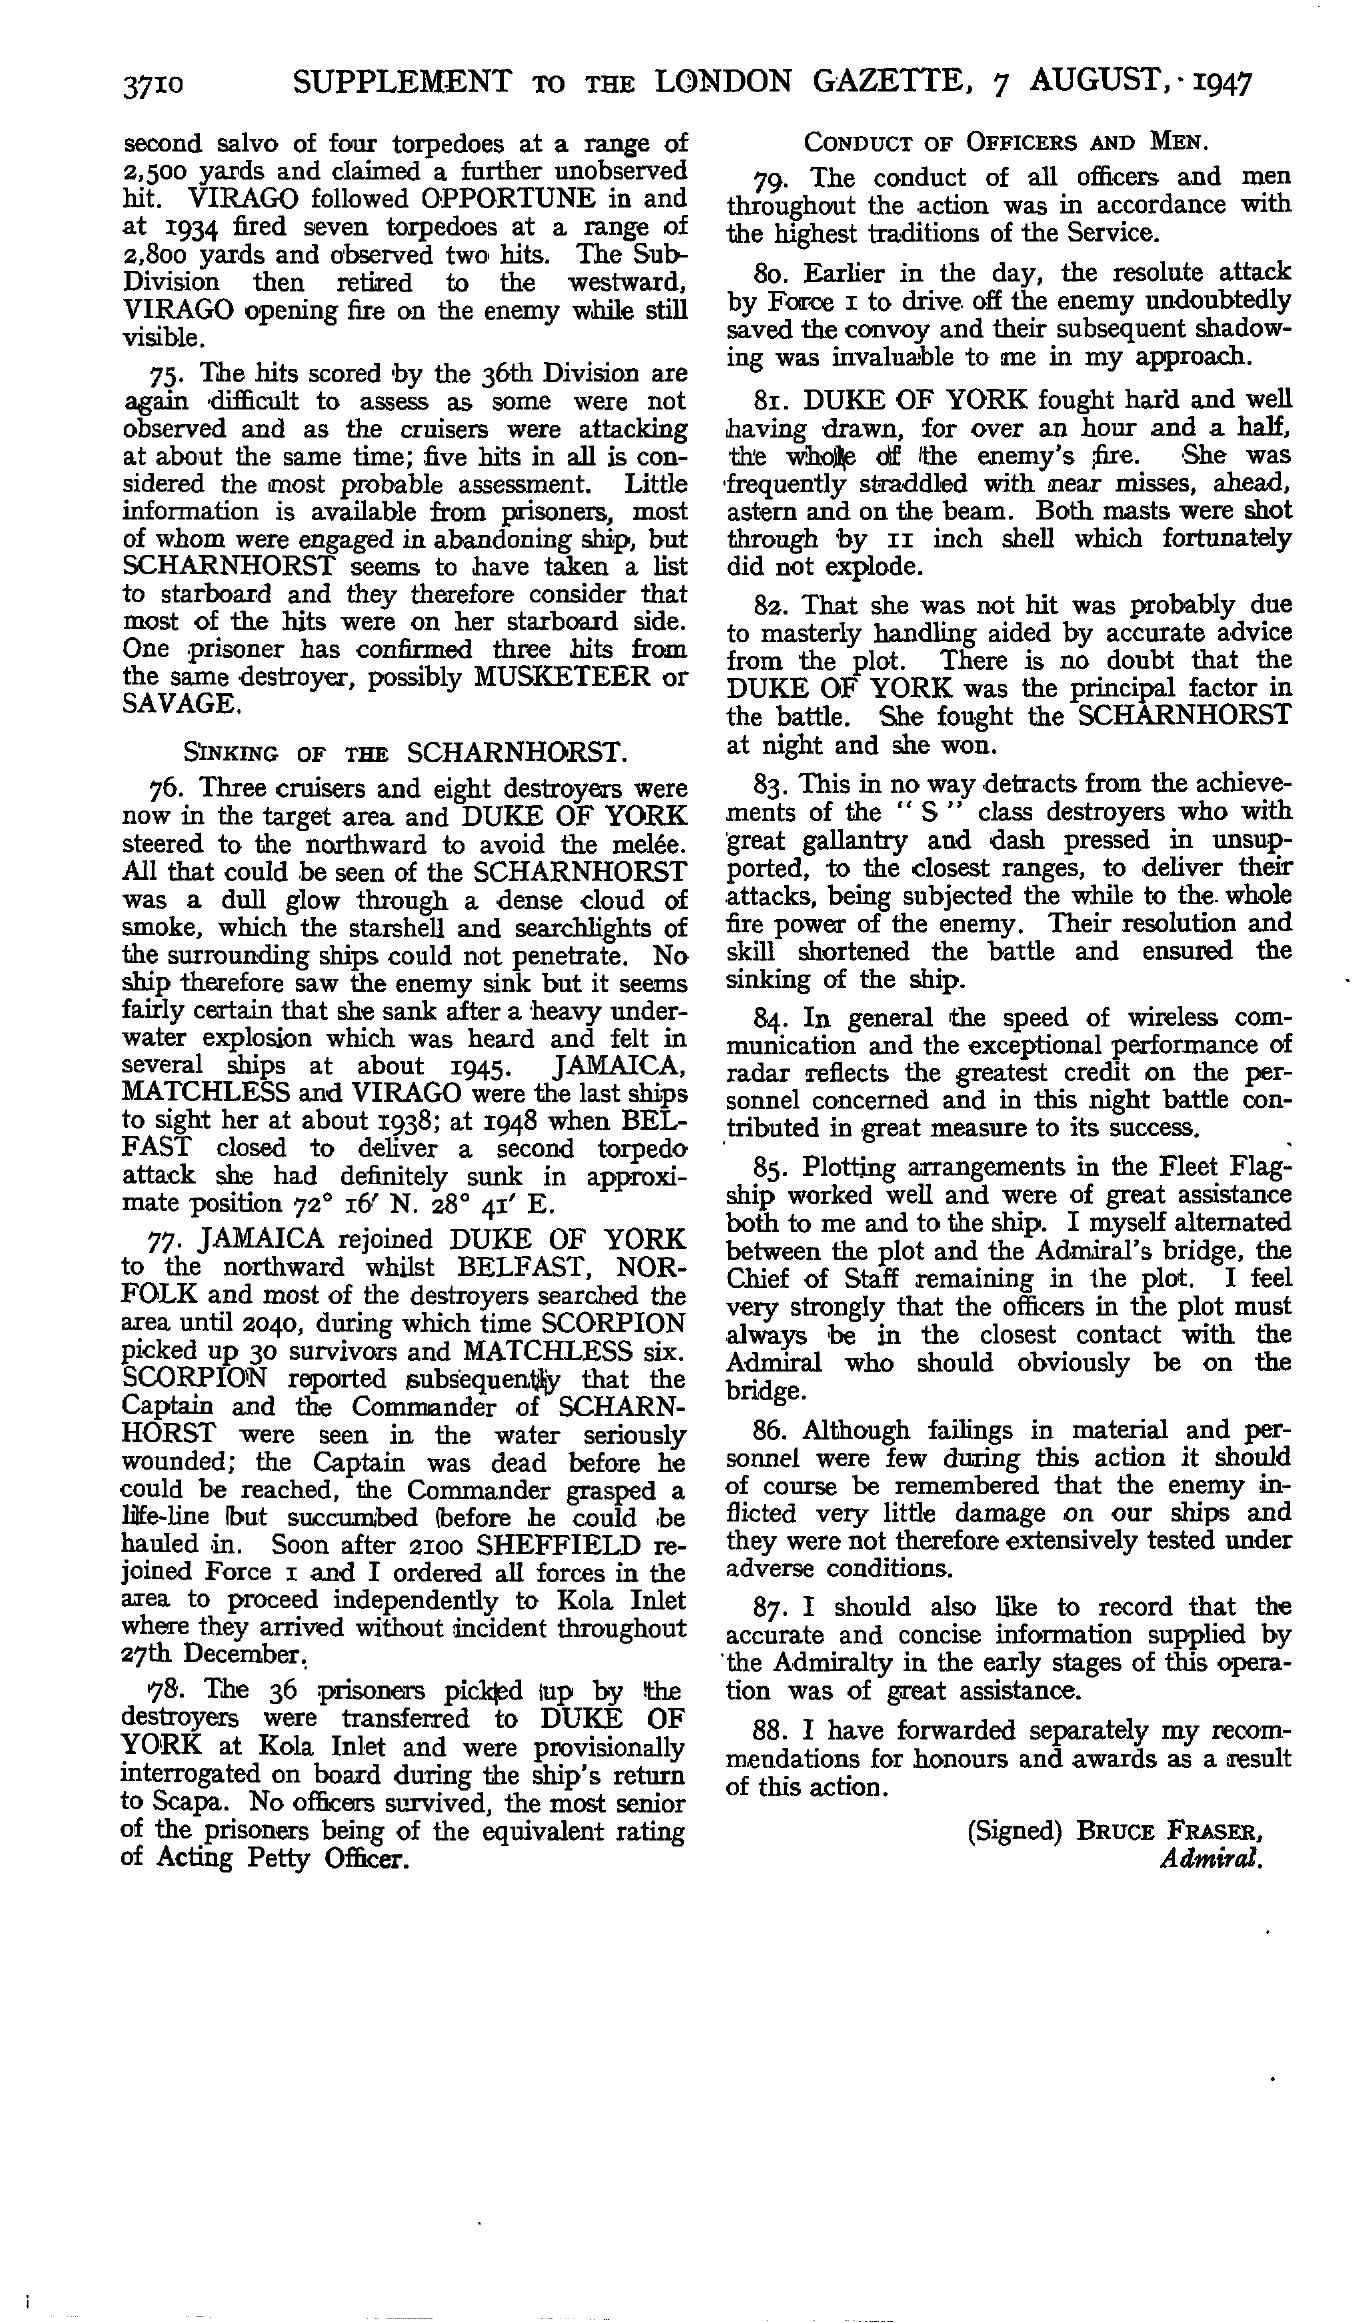 3710 SUPPLEMENT TO THE LONDON GAZETTE, 7 AUGUST, 1947
second salvo of four torpedoes at a range of
2,500 yards and claimed a further unobserved
hit. VIRAGO followed OPPORTUNE in and
at 1934 fired seven torpedoes at a range of
2,800 yards and observed two hits. The Sub-
Division then retired to the westward,
VIRAGO opening fire on the enemy while still
visible.
75. The hits scored by the 36th Division are
again difficult to assess as some were not
observed and as the cruisers were attacking
at about the same time; five hits in all is con-
sidered the most probable assessment. Little
information is available from prisoners, most
of whom were engaged in abandoning ship, but
SCHARNHORST seems to have taken a list
to starboard and they therefore consider that
most of the hits were on her starboard side.
One prisoner has confirmed three hits from
the same destroyer, possibly MUSKETEER or
SAVAGE.
SINKING OF THE SCHARNHORST.
76. Three cruisers and eight destroyers were
now in the target area and DUKE OF YORK
steered to the northward to avoid the melée.
All that could be seen of the SCHARNHORST
was a dull glow through a dense cloud of
smoke, which the starshell and searchlights of
the surrounding ships could not penetrate. No
ship therefore saw the enemy sink but it seems
fairly certain that she sank after a heavy under-
water explosion which was heard and felt in
several ships at about 1945. JAMAICA,
MATCHLESS and VIRAGO were the last ships
to sight her at about 1938; at 1948 when BEL-
FAST closed to deliver a second torpedo
attack she had definitely sunk in approxi-
mate position 72° 16′ N. 28° 41′ E.
77. JAMAICA rejoined DUKE OF YORK
to the northward whilst BELFAST, NOR-
FOLK and most of the destroyers searched the
area until 2040, during which time SCORPION
picked up 30 survivors and MATCHLESS six.
SCORPION reported subsequently that the
Captain and the Commander of SCHARN-
HORST were seen in the water seriously
wounded; the Captain was dead before he
could be reached, the Commander grasped a
life-line but succumbed before he could be
hauled in. Soon after 2100 SHEFFIELD re-
joined Force 1 and I ordered all forces in the
area to proceed independently to Kola Inlet
where they arrived without incident throughout
27th December.
78. The 36 prisoners picked up by the
destroyers were transferred to DUKE OF
YORK at Kola Inlet and were provisionally
interrogated on board during the ship's return
to Scapa. No officers survived, the most senior
of the prisoners being of the equivalent rating
of Acting Petty Officer.
CONDUCT OF OFFICERS AND MEN.
79. The conduct of all officers and men
throughout the action was in accordance with
the highest traditions of the Service.
80. Earlier in the day, the resolute attack
by Force 1 to drive off the enemy undoubtedly
saved the convoy and their subsequent shadow-
ing was invaluable to me in my approach.
81. DUKE OF YORK fought hard and well
having drawn, for over an hour and a half,
the whole of the enemy's fire. She was
frequently straddled with near misses, ahead,
astern and on the beam. Both masts were shot
through by 11 inch shell which fortunately
did not explode.
82. That she was not hit was probably due
to masterly handling aided by accurate advice
from the plot. There is no doubt that the
DUKE OF YORK was the principal factor in
the battle. She fought the SCHARNHORST
at night and she won.
83. This in no way detracts from the achieve-
ments of the "S" class destroyers who with
great gallantry and dash pressed in unsup-
ported, to the closest ranges, to deliver their
attacks, being subjected the while to the whole
fire power of the enemy. Their resolution and
skill shortened the battle and ensured the
sinking of the ship.
84. In general the speed of wireless com-
munication and the exceptional performance of
radar reflects the greatest credit on the per-
sonnel concerned and in this night battle con-
tributed in great measure to its success.
85. Plotting arrangements in the Fleet Flag-
ship worked well and were of great assistance
both to me and to the ship. I myself alternated
between the plot and the Admiral's bridge, the
Chief of Staff remaining in the plot. I feel
very strongly that the officers in the plot must
always be in the closest contact with the
Admiral who should obviously be on the
bridge.
86. Although failings in material and per-
sonnel were few during this action it should
of course be remembered that the enemy in-
flicted very little damage on our ships and
they were not therefore extensively tested under
adverse conditions.
87. I should also like to record that the
accurate and concise information supplied by
the Admiralty in the early stages of this opera-
tion was of great assistance.
88. I have forwarded separately my recom-
mendations for honours and awards as a result
of this action.
(Signed) BRUCE FRASER,
Admiral.